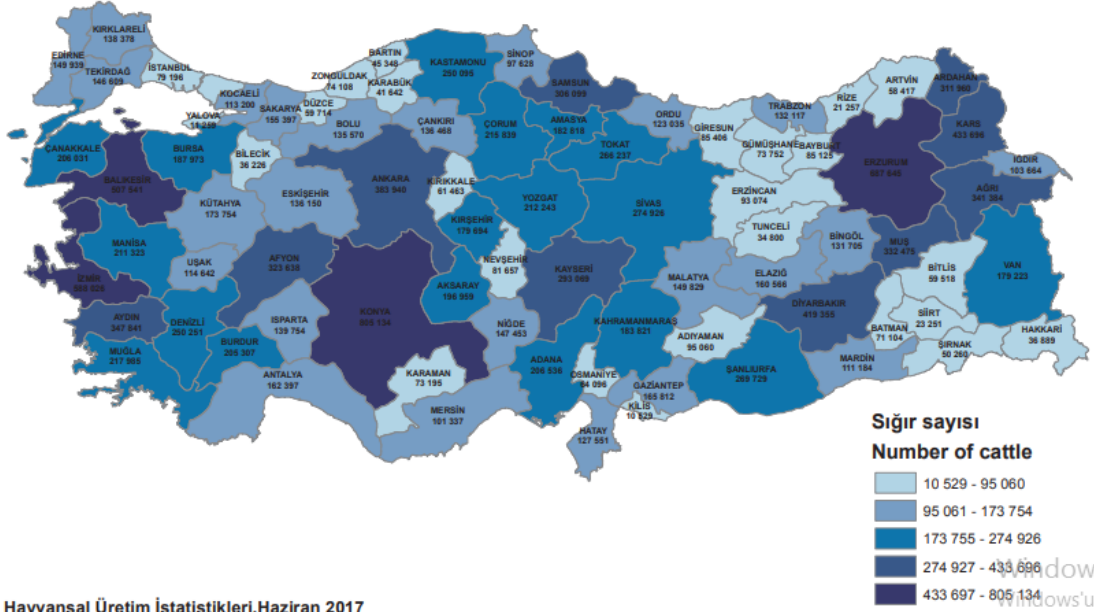 KIRKLARELİ
138 378
EDİRNE
149 939
TEKİRDAĞ
146 609
İSTANBUL
79 196
KOCAELİ
113 200
YALOVA
11 259
SAKARYA
155 397
DÜZCE
59 714
ZONGULDAK
74 108
BARTIN
45 348
KARABÜK
41 642
KASTAMONU
250 095
SİNOP
97 628
SAMSUN
306 099
BOLU
135 570
ÇANKIRI
136 468
ÇORUM
AMASYA
182 818
TOKAT
266 237
ORDU
123 035
GİRESUN
85 406
TRABZON
132 117
RİZE
21 257
ARTVİN
58 417
ARDAHAN
311 960
KARS
433 696
GÜMÜŞHANE
73 752
BAYBURT
85 125
ERZURUM
IĞDIR
103 664
AĞRI
341 384
ÇANAKKALE
206 031
BALIKESİR
BURSA
187 973
BİLECİK
36 226
ESKİŞEHİR
136 150
KÜTAHYA
173 754
ANKARA
KIRIKKALE
61 463
YOZGAT
212 243
SİVAS
274 926
ERZİNCAN
93 074
TUNCELİ
34 800
BİNGÖL
131 705
MUŞ
332 475
BİTLİS
59 518
VAN
179 223
MANİSA
211 323
UŞAK
114 642
AFYON
323 638
KIRŞEHİR
179 694
NEVŞEHİR
81 657
KAYSERİ
293 069
MALATYA
149 829
ELAZIĞ
160 566
DİYARBAKIR
419 355
İZMİR
AYDIN
347 841
DENİZLİ
250 251
ISPARTA
139 754
KONYA
805 134
AKSARAY
196 959
NİĞDE
147 453
KAHRAMANMARAŞ
183 621
ADIYAMAN
95 060
BATMAN
71 104
SİİRT
23 251
ŞIRNAK
50 260
HAKKARİ
36 889
MUĞLA
217 965
BURDUR
205 307
ANTALYA
162 397
KARAMAN
73 195
MERSİN
101 337
ADANA
206 536
OSMANİYE
64 096
GAZİANTEP
165 812
KİLİS
10 529
HATAY
127 551
ŞANLIURFA
269 729
MARDİN
111 184
Sığır sayısı
Number of cattle
10 529 - 95 060
95 061 - 173 754
173 755 - 274 926
274 927 - 433 696
433 697 - 805 134
Window
Windows'u
Hayvansal Üretim İstatistikleri,Haziran 2017